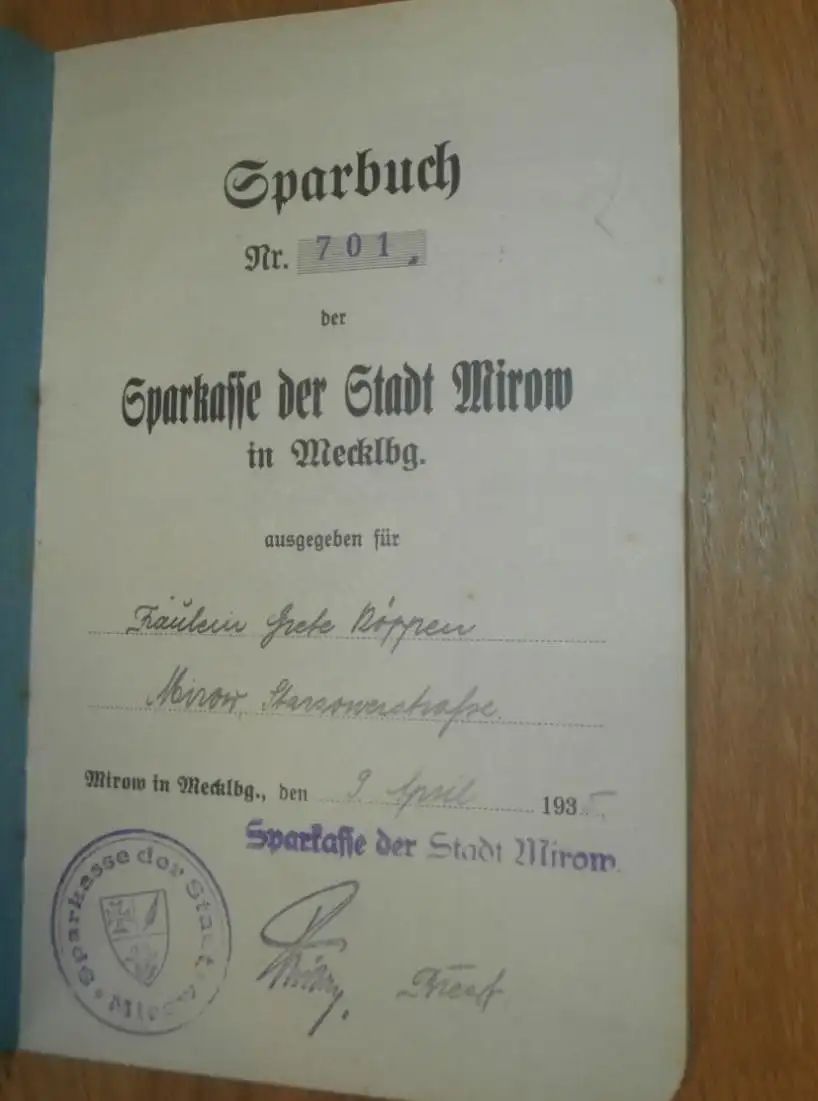 Sparbuch
Nr. 701.
der
Sparkasse der Stadt Mirow
in Mecklbg.
ausgegeben für
Fräulein Grete Köppen
Mirow, Starsowerstraße
Mirow in Mecklbg., den 9. April 1935.
Sparkasse der Stadt Mirow.
Sparkasse der Stadt Mirow